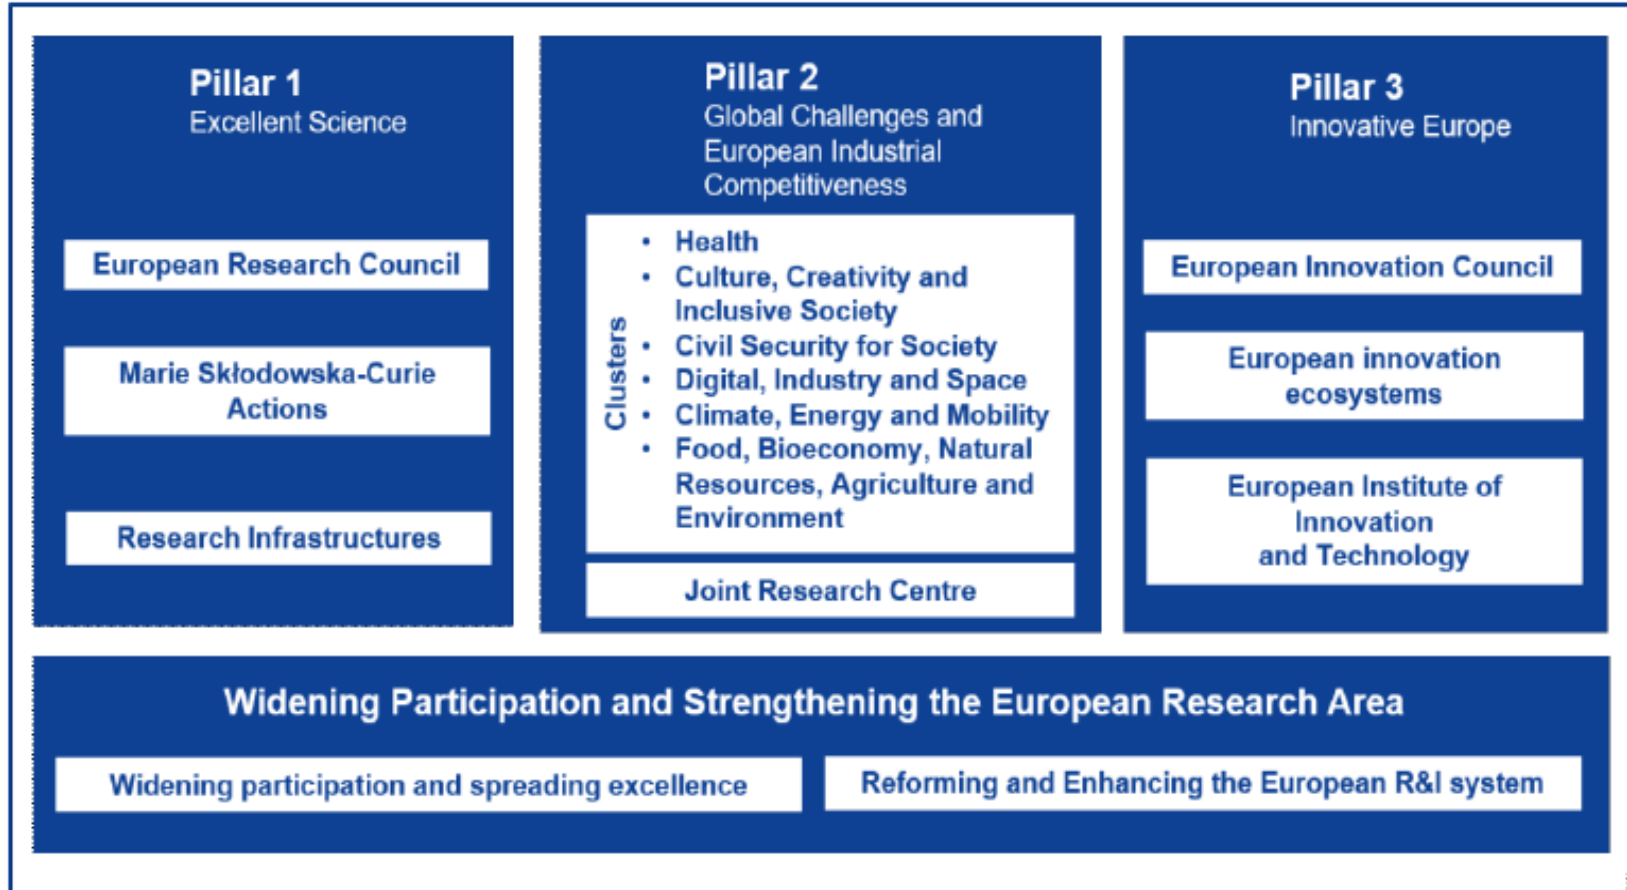 Pillar 1
Excellent Science
European Research Council
Marie Skłodowska-Curie
Actions
Research Infrastructures
Pillar 2
Global Challenges and
European Industrial
Competitiveness
Clusters
• Health
• Culture, Creativity and
Inclusive Society
• Civil Security for Society
• Digital, Industry and Space
• Climate, Energy and Mobility
• Food, Bioeconomy, Natural
Resources, Agriculture and
Environment
Joint Research Centre
Pillar 3
Innovative Europe
European Innovation Council
European innovation
ecosystems
European Institute of
Innovation
and Technology
Widening Participation and Strengthening the European Research Area
Widening participation and spreading excellence
Reforming and Enhancing the European R&I system